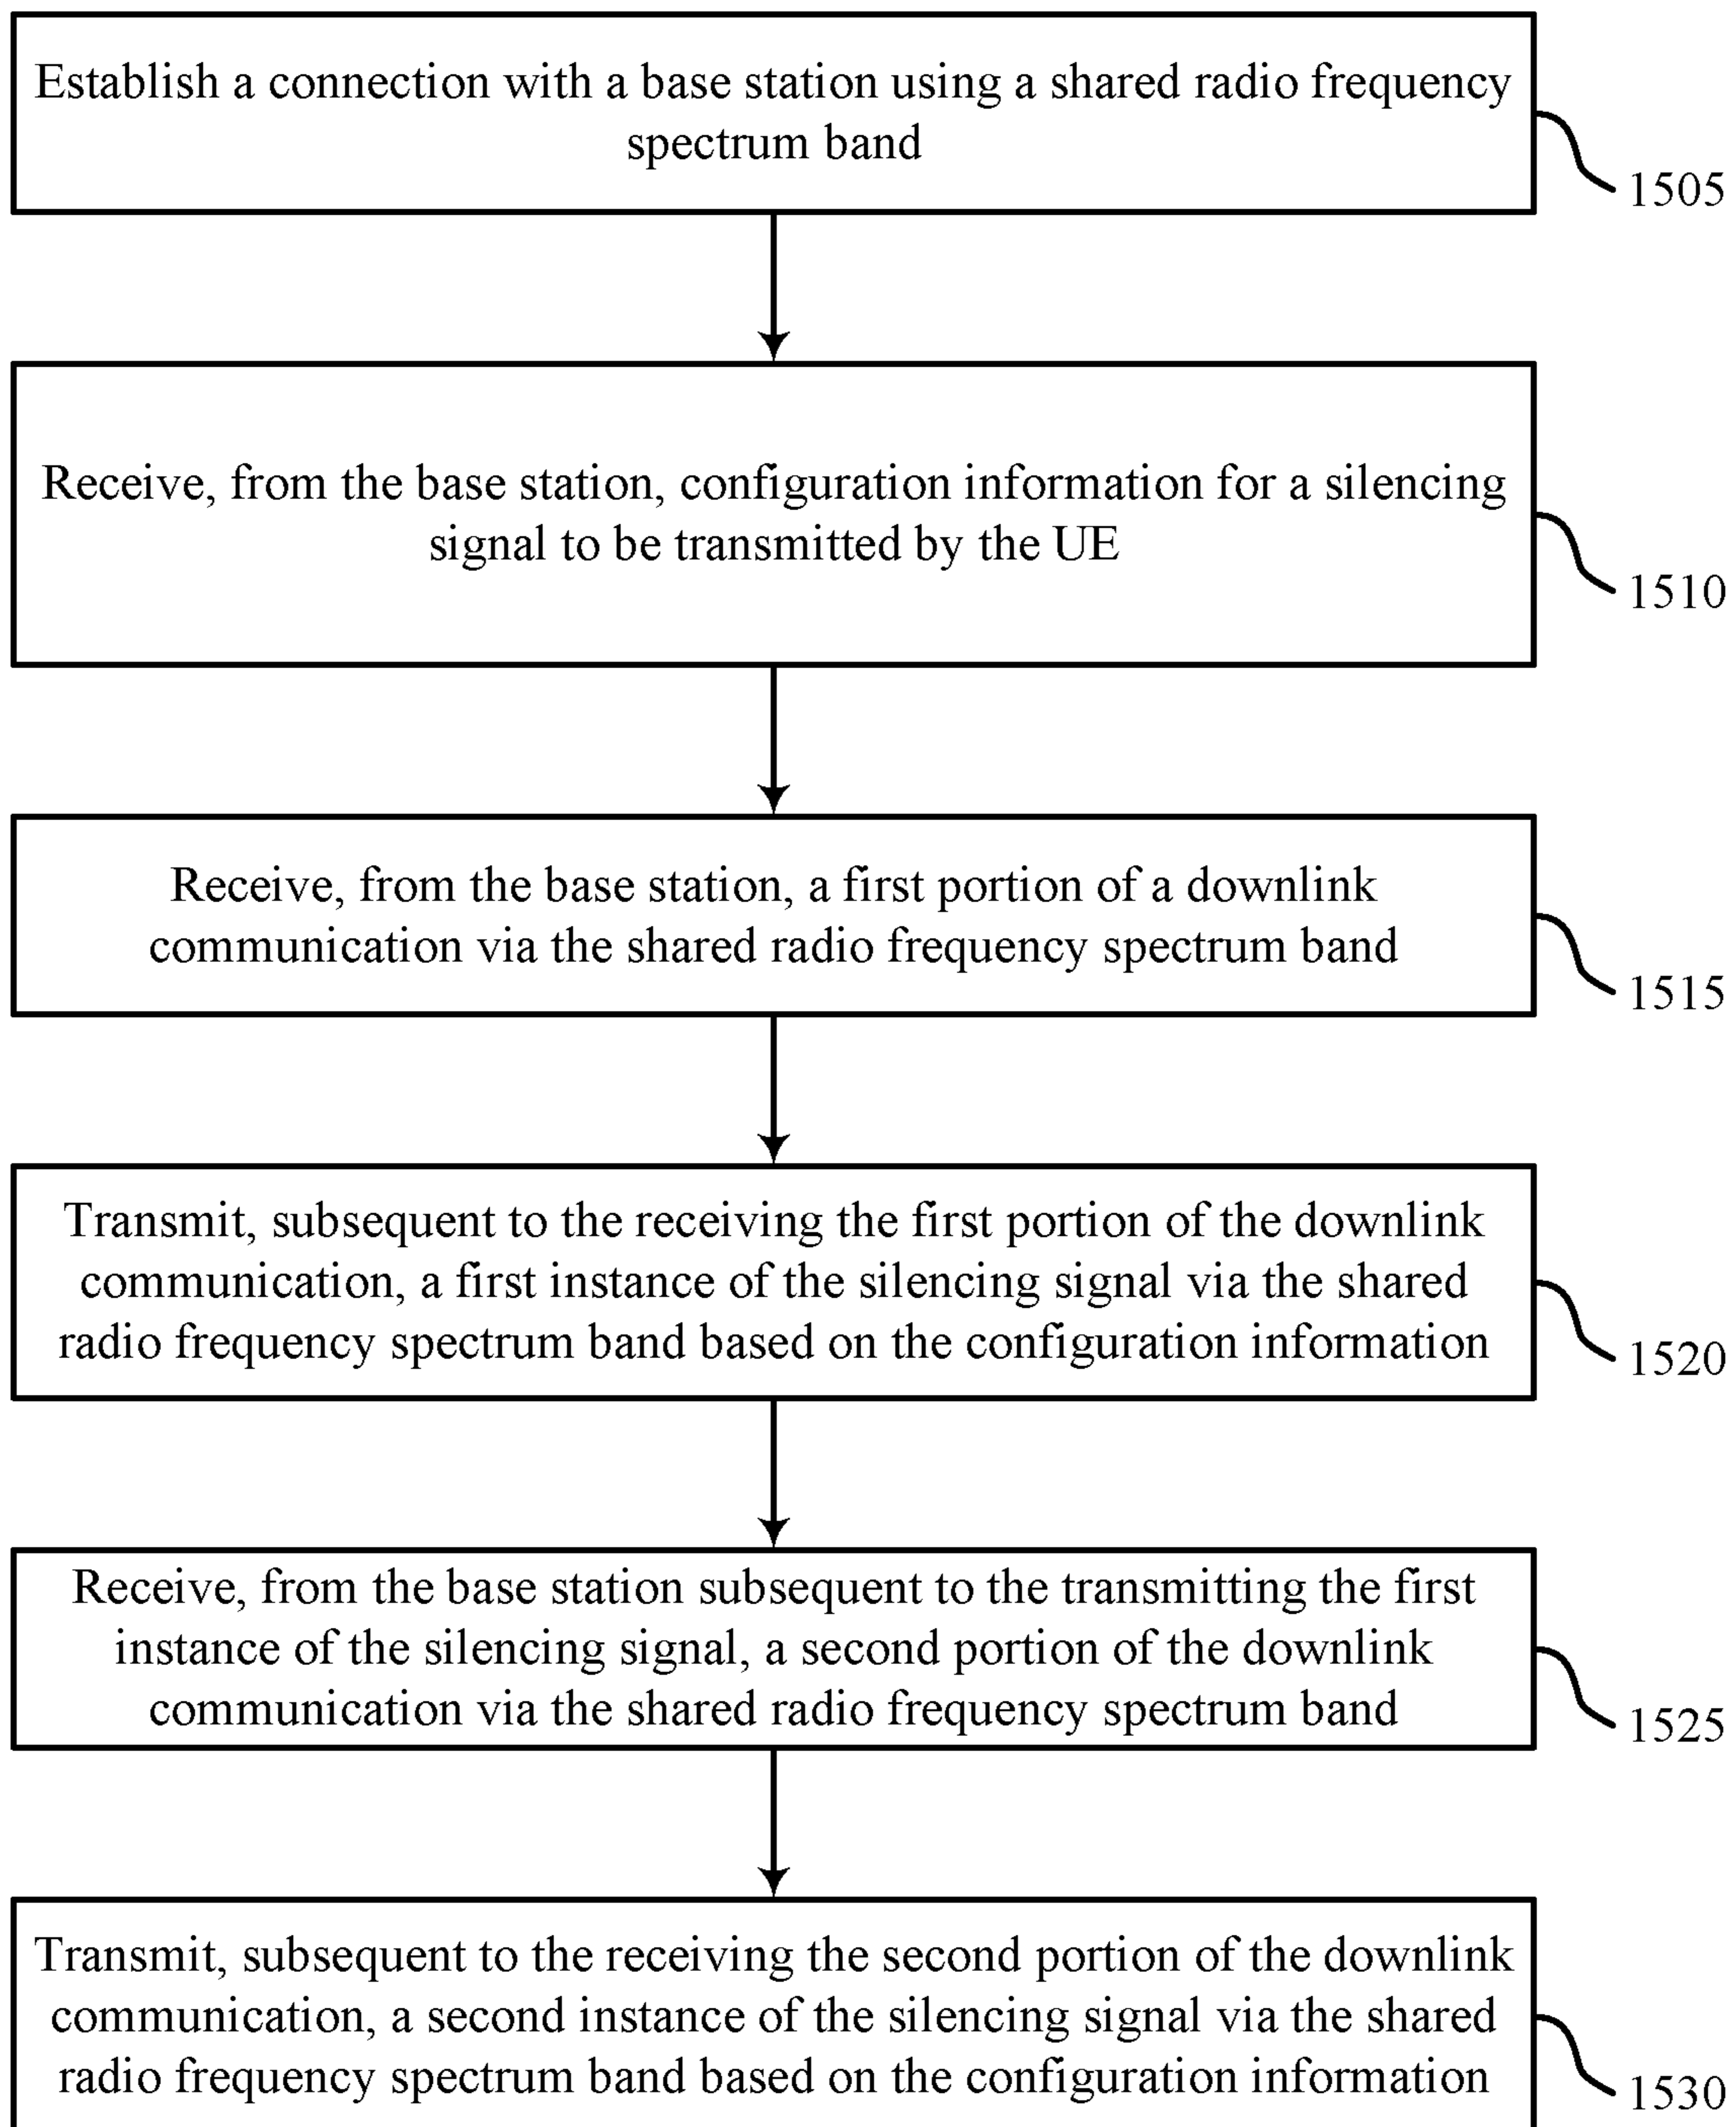 Establish a connection with a base station using a shared radio frequency
spectrum band
1505
Receive, from the base station, configuration information for a silencing
signal to be transmitted by the UE
1510
Receive, from the base station, a first portion of a downlink
communication via the shared radio frequency spectrum band
1515
Transmit, subsequent to the receiving the first portion of the downlink
communication, a first instance of the silencing signal via the shared
radio frequency spectrum band based on the configuration information
1520
Receive, from the base station subsequent to the transmitting the first
instance of the silencing signal, a second portion of the downlink
communication via the shared radio frequency spectrum band
1525
Transmit, subsequent to the receiving the second portion of the downlink
communication, a second instance of the silencing signal via the shared
radio frequency spectrum band based on the configuration information
1530